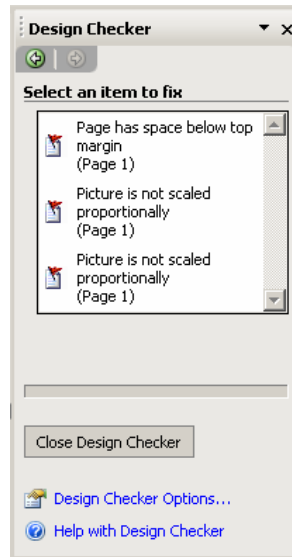 Design Checker
Select an item to fix
Page has space below top
margin
(Page 1)
Picture is not scaled
proportionally
(Page 1)
Picture is not scaled
proportionally
(Page 1)
Close Design Checker
Design Checker Options...
Help with Design Checker